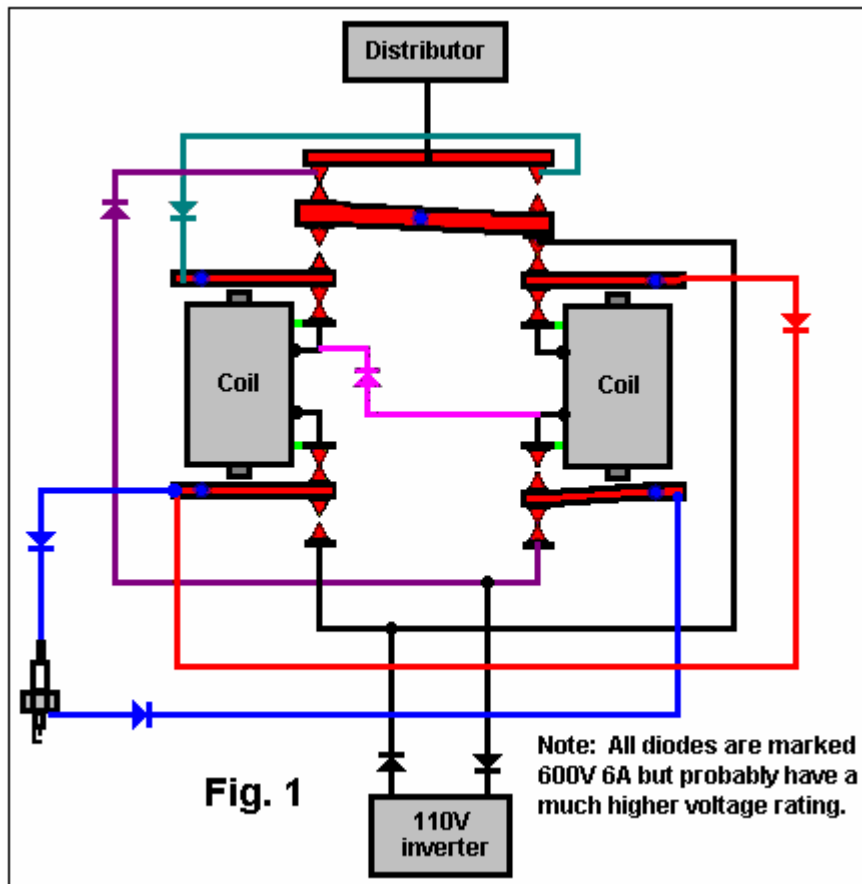 Distributor
Coil
Coil
Fig. 1
Note: All diodes are marked
600V 6A but probably have a
much higher voltage rating.
110V
inverter